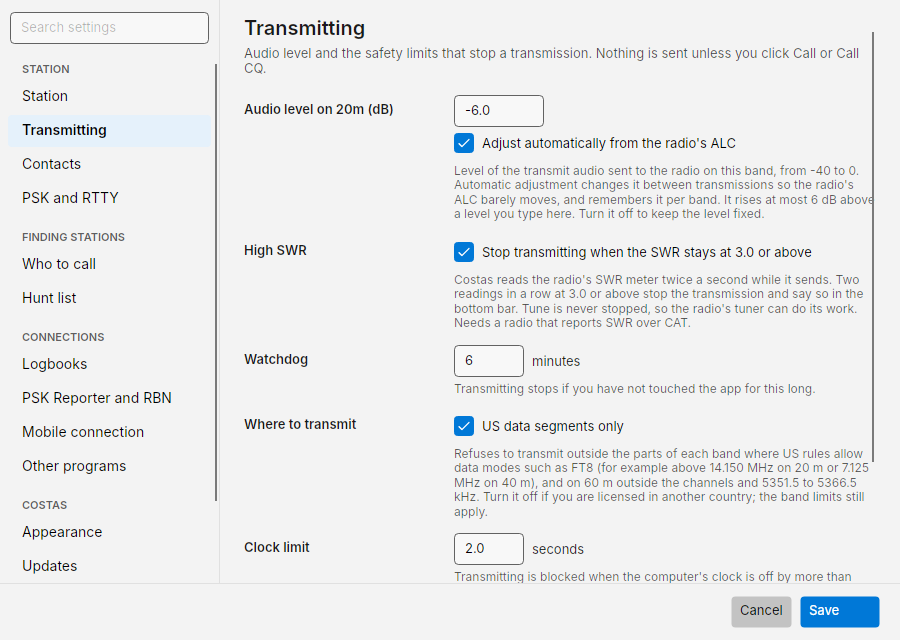 Search settings
STATION
Station
Transmitting
Contacts
PSK and RTTY
FINDING STATIONS
Who to call
Hunt list
CONNECTIONS
Logbooks
PSK Reporter and RBN
Mobile connection
Other programs
COSTAS
Appearance
Updates
Transmitting
Audio level and the safety limits that stop a transmission. Nothing is sent unless you click Call or Call
CQ.
Audio level on 20m (dB)
-6.0
Adjust automatically from the radio's ALC
Level of the transmit audio sent to the radio on this band, from -40 to 0.
Automatic adjustment changes it between transmissions so the radio's
ALC barely moves, and remembers it per band. It rises at most 6 dB above
a level you type here. Turn it off to keep the level fixed.
High SWR
Stop transmitting when the SWR stays at 3.0 or above
Costas reads the radio's SWR meter twice a second while it sends. Two
readings in a row at 3.0 or above stop the transmission and say so in the
bottom bar. Tune is never stopped, so the radio's tuner can do its work.
Needs a radio that reports SWR over CAT.
Watchdog
6
minutes
Transmitting stops if you have not touched the app for this long.
Where to transmit
US data segments only
Refuses to transmit outside the parts of each band where US rules allow
data modes such as FT8 (for example above 14.150 MHz on 20 m or 7.125
MHz on 40 m), and on 60 m outside the channels and 5351.5 to 5366.5
kHz. Turn it off if you are licensed in another country; the band limits still
apply.
Clock limit
2.0
seconds
Transmitting is blocked when the computer's clock is off by more than
Cancel
Save